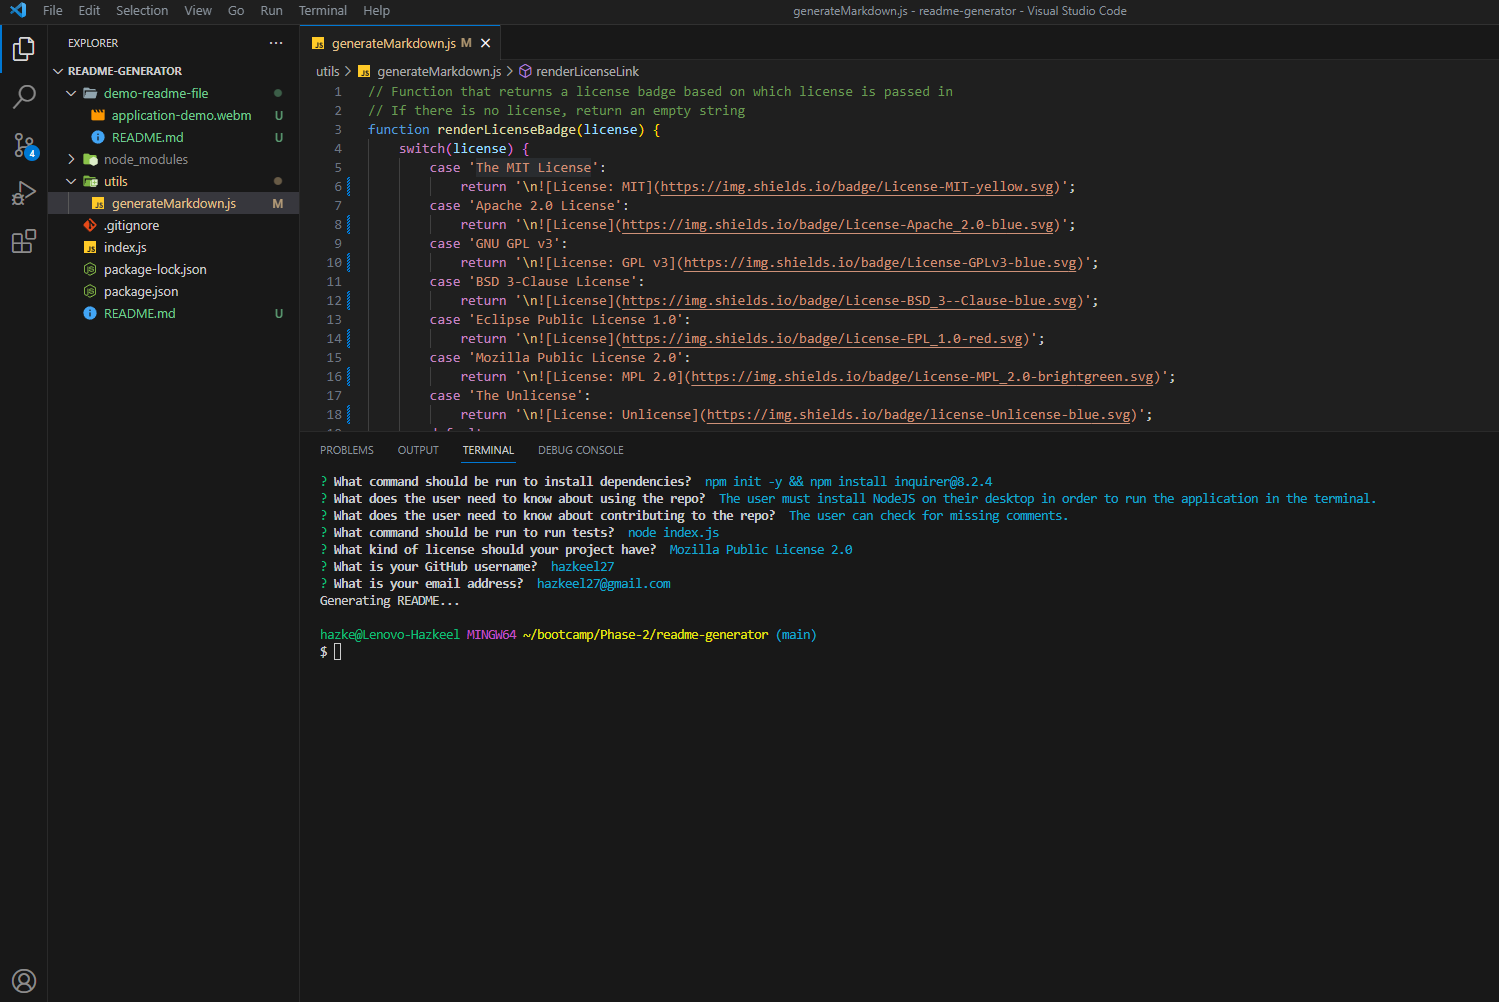 File Edit Selection View Go Run Terminal Help
generateMarkdown.js - readme-generator - Visual Studio Code
EXPLORER
README-GENERATOR
demo-readme-file
application-demo.webm U
README.md U
node_modules
utils
generateMarkdown.js M
.gitignore
index.js
package-lock.json
package.json
README.md U
4
generateMarkdown.js M
utils > generateMarkdown.js > renderLicenseLink
1 // Function that returns a license badge based on which license is passed in
2 // If there is no license, return an empty string
3 function renderLicenseBadge(license) {
4 switch(license) {
5 case 'The MIT License':
6 return '\n![License: MIT](https://img.shields.io/badge/License-MIT-yellow.svg)';
7 case 'Apache 2.0 License':
8 return '\n![License](https://img.shields.io/badge/License-Apache_2.0-blue.svg)';
9 case 'GNU GPL v3':
10 return '\n![License: GPL v3](https://img.shields.io/badge/License-GPLv3-blue.svg)';
11 case 'BSD 3-Clause License':
12 return '\n![License](https://img.shields.io/badge/License-BSD_3--Clause-blue.svg)';
13 case 'Eclipse Public License 1.0':
14 return '\n![License](https://img.shields.io/badge/License-EPL_1.0-red.svg)';
15 case 'Mozilla Public License 2.0':
16 return '\n![License: MPL 2.0](https://img.shields.io/badge/License-MPL_2.0-brightgreen.svg)';
17 case 'The Unlicense':
18 return '\n![License: Unlicense](https://img.shields.io/badge/license-Unlicense-blue.svg)';
PROBLEMS OUTPUT TERMINAL DEBUG CONSOLE
? What command should be run to install dependencies? npm init -y && npm install inquirer@8.2.4
? What does the user need to know about using the repo? The user must install NodeJS on their desktop in order to run the application in the terminal.
? What does the user need to know about contributing to the repo? The user can check for missing comments.
? What command should be run to run tests? node index.js
? What kind of license should your project have? Mozilla Public License 2.0
? What is your GitHub username? hazkeel27
? What is your email address? hazkeel27@gmail.com
Generating README...
hazke@Lenovo-Hazkeel MINGW64 ~/bootcamp/Phase-2/readme-generator (main)
$